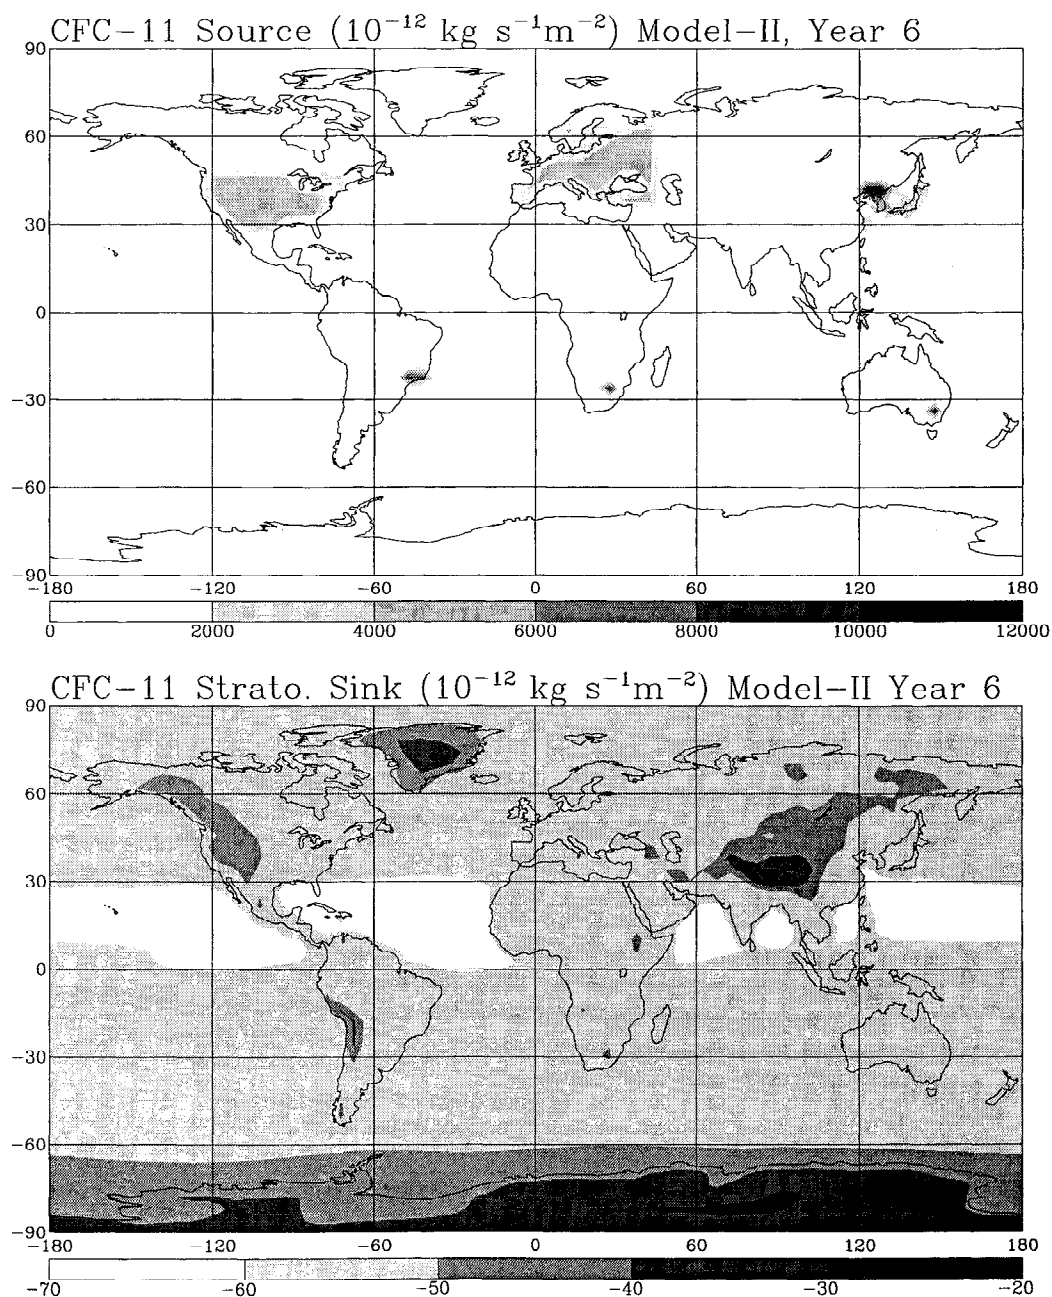 CFC-11 Source (10⁻¹² kg s⁻¹m⁻²) Model-II, Year 6
90
60
30
0
-30
-60
-90
-180 -120 -60 0 60 120 180
0 2000 4000 6000 8000 10000 12000
CFC-11 Strato. Sink (10⁻¹² kg s⁻¹m⁻²) Model-II Year 6
90
60
30
0
-30
-60
-90
-180 -120 -60 0 60 120 180
-70 -60 -50 -40 -30 -20